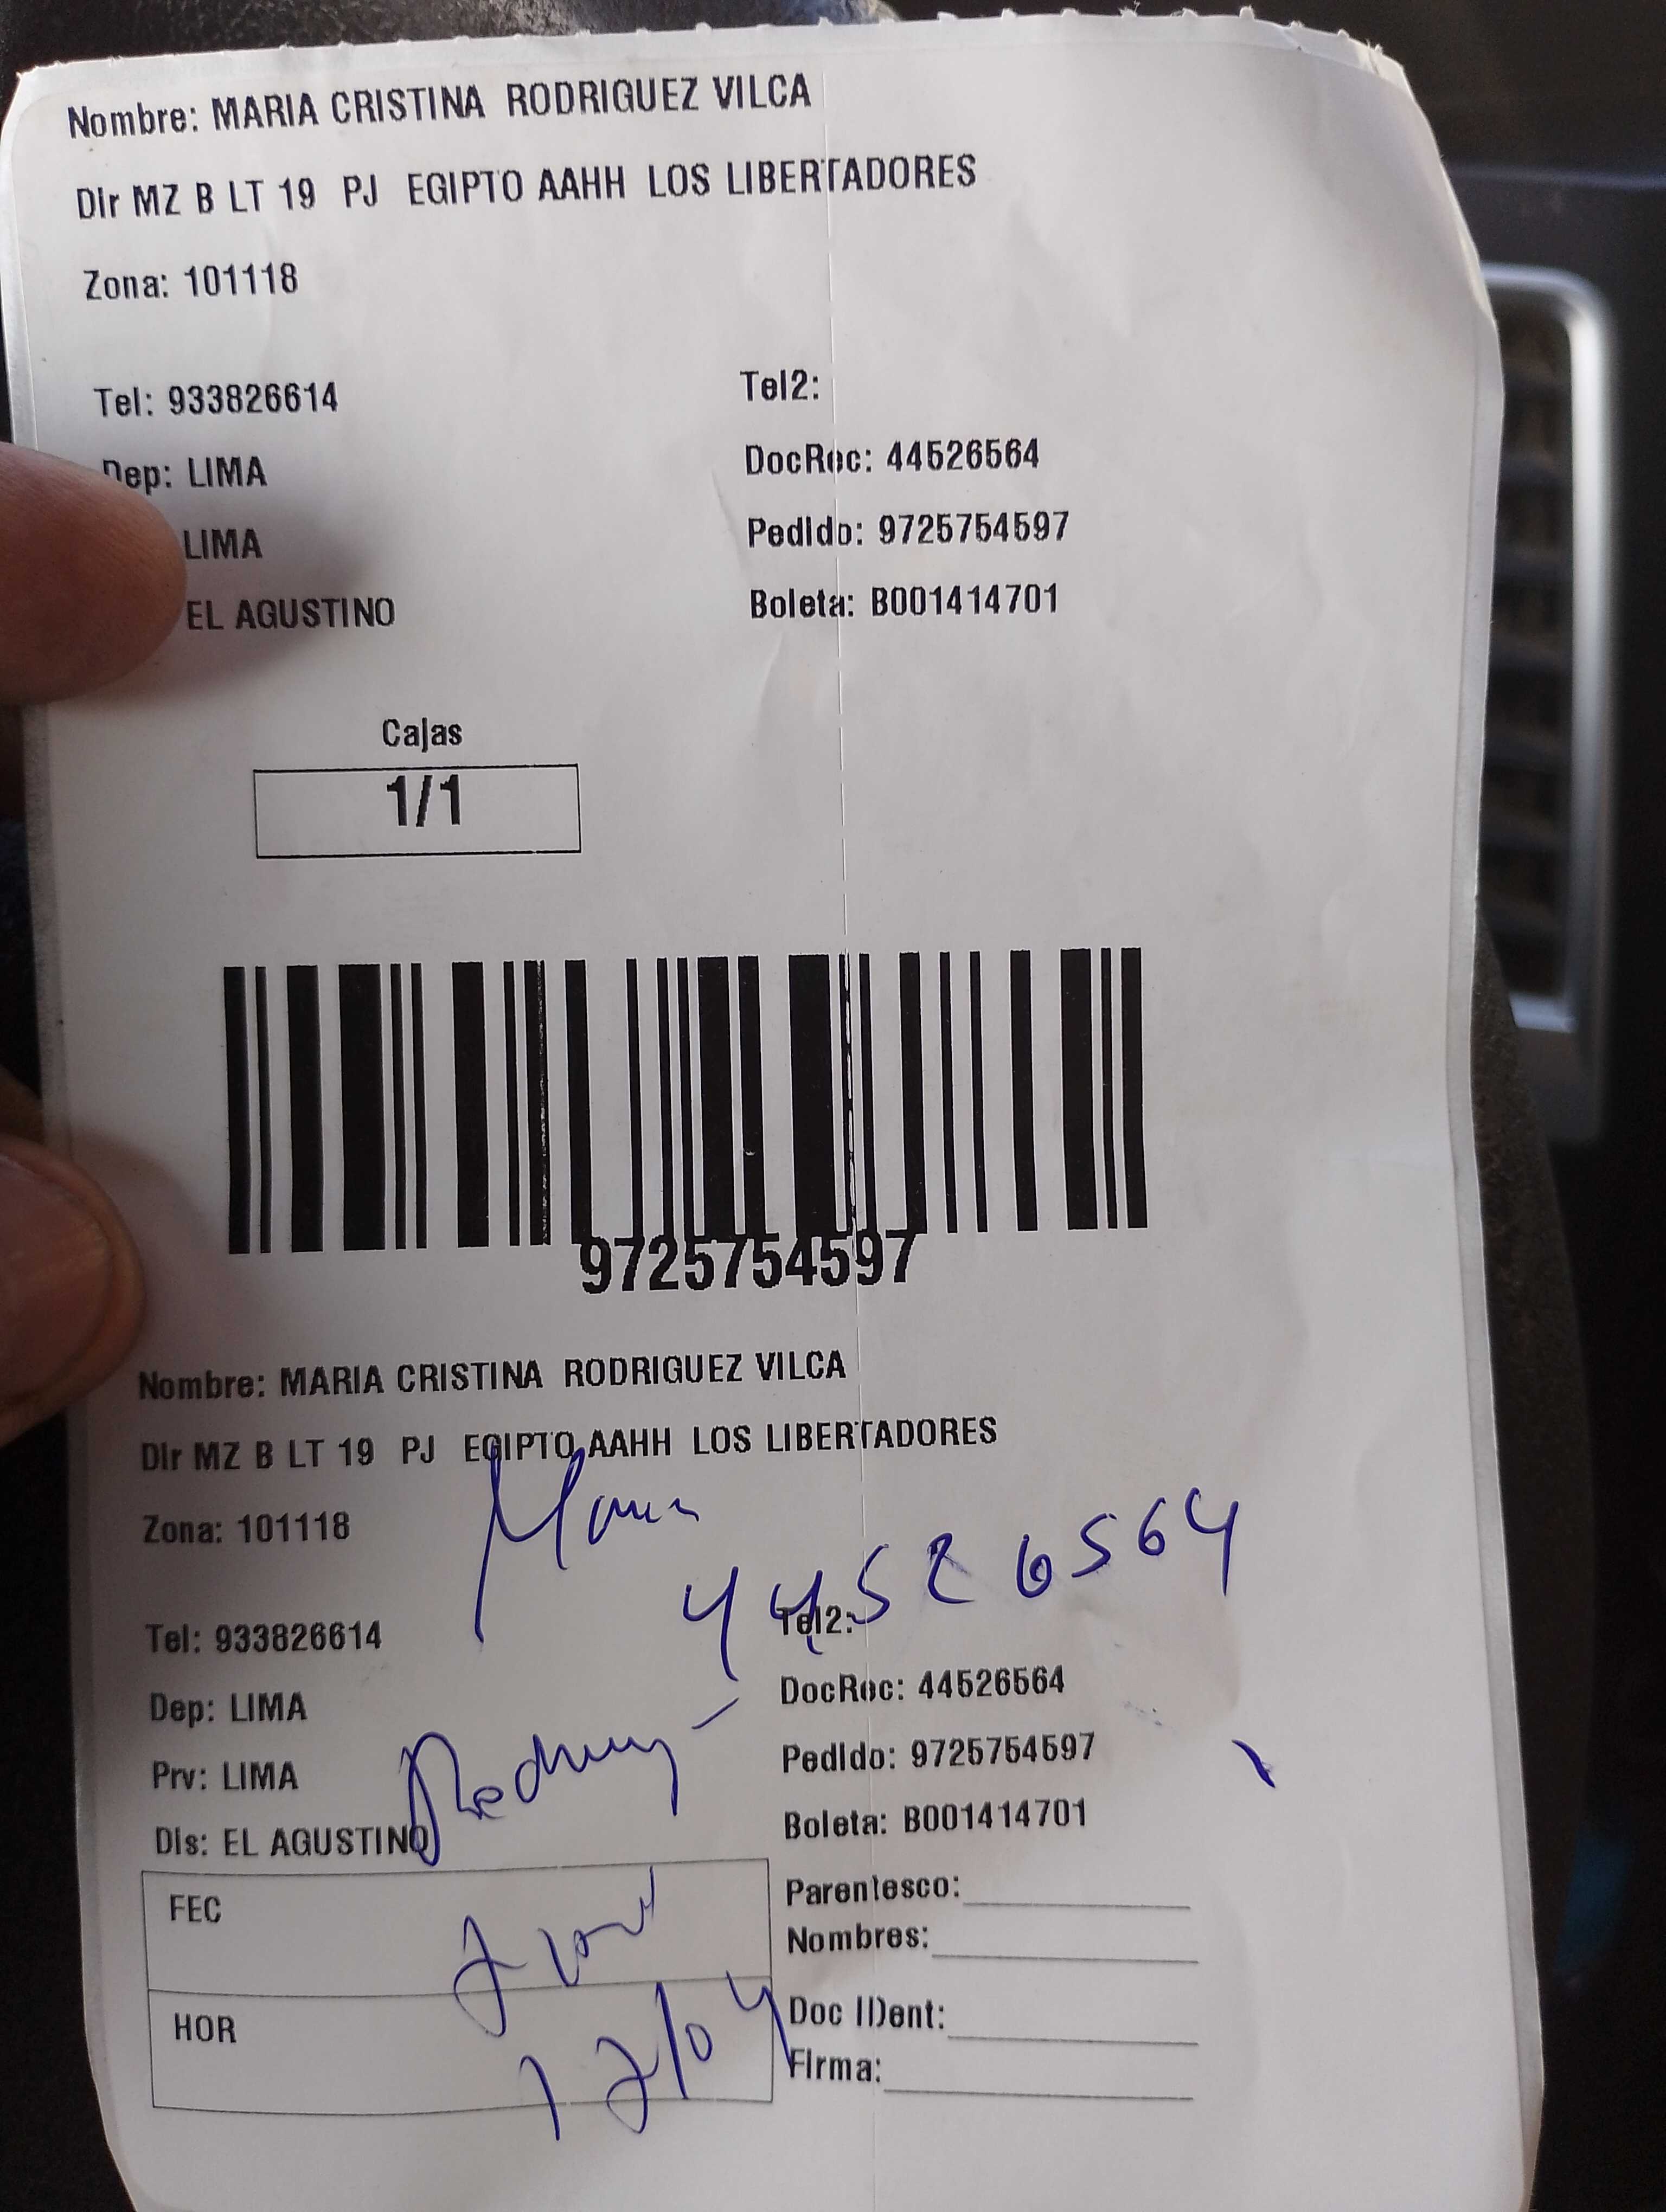 Nombre: MARIA CRISTINA RODRIGUEZ VILCA
Dir MZ B LT 19 PJ EGIPTO AAHH LOS LIBERTADORES
Zona: 101118
Tel: 933826614 Tel2:
Dep: LIMA DocRec: 44526564
LIMA Pedido: 9725754597
EL AGUSTINO Boleta: B001414701
Cajas
1/1
9725754597
Nombre: MARIA CRISTINA RODRIGUEZ VILCA
Dir MZ B LT 19 PJ EGIPTO AAHH LOS LIBERTADORES
Zona: 101118
Maria
44526564
Tel: 933826614 Tel2:
Dep: LIMA DocRec: 44526564
Prv: LIMA Pedido: 9725754597
Dis: EL AGUSTINO Boleta: B001414701
FEC
HOR
Parentesco:
Nombres:
Doc IDent:
Firma: